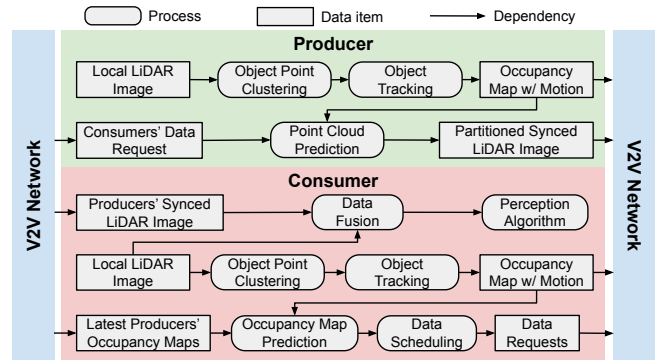 Process
Data item
Dependency
Producer
Local LiDAR
Image
Object Point
Clustering
Object
Tracking
Occupancy
Map w/ Motion
Consumers' Data
Request
Point Cloud
Prediction
Partitioned Synced
LiDAR Image
Consumer
Producers' Synced
LiDAR Image
Data
Fusion
Perception
Algorithm
Local LiDAR
Image
Object Point
Clustering
Object
Tracking
Occupancy
Map w/ Motion
Latest Producers'
Occupancy Maps
Occupancy Map
Prediction
Data
Scheduling
Data
Requests
V2V Network
V2V Network